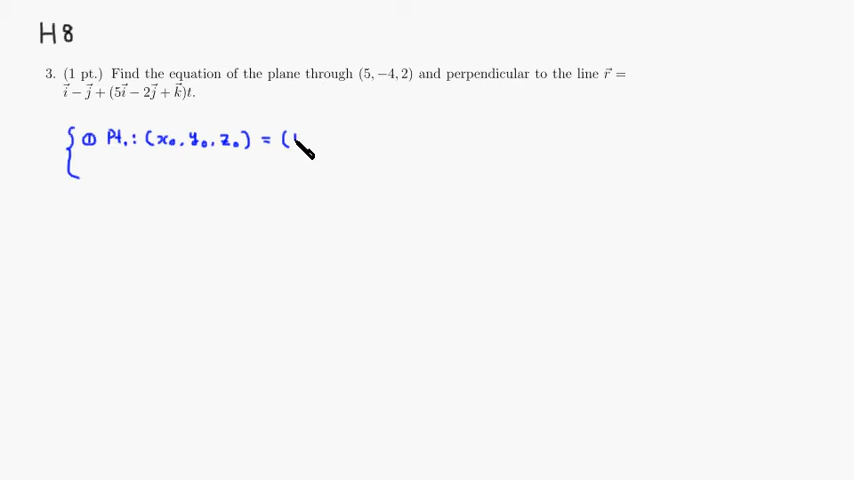 H8
3. (1 pt.) Find the equation of the plane through (5, −4, 2) and perpendicular to the line r⃗ =
i⃗ − j⃗ + (5i⃗ − 2j⃗ + k⃗)t.
① Pt.: (x₀, y₀, z₀) = (